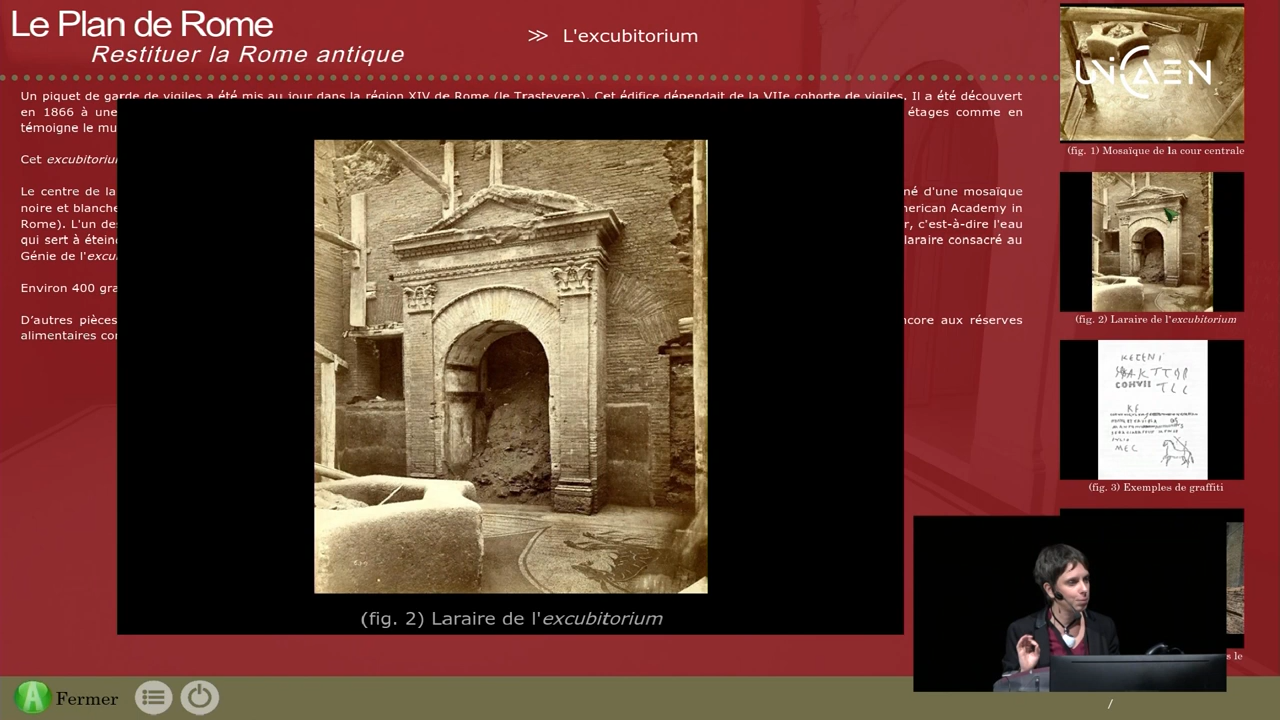 Le Plan de Rome
Restituer la Rome antique
>> L'excubitorium
UNICAEN
Un piquet de garde de vigiles a été mis au jour dans la région XIV de Rome (le Trastevere). Cet édifice dépendait de la VIIe cohorte de vigiles. Il a été découvert
en 1866 à une étages comme en
témoigne le mu
Cet excubitoriu
Le centre de la né d'une mosaïque
noire et blanche merican Academy in
Rome). L'un des r, c'est-à-dire l'eau
qui sert à éteind laraire consacré au
Génie de l'excu
Environ 400 gra
D'autres pièces ncore aux réserves
alimentaires co
(fig. 2) Laraire de l'excubitorium
(fig. 1) Mosaïque de la cour centrale
(fig. 2) Laraire de l'excubitorium
COHVII
MEC
(fig. 3) Exemples de graffiti
s le
A Fermer
/